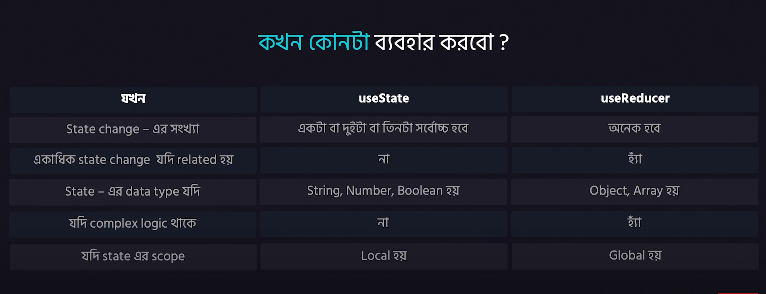 কখন কোনটা ব্যবহার করবো ?
যখন useState useReducer
State change – এর সংখ্যা একটা বা দুইটা বা তিনটা সর্বোচ্চ হবে অনেক হবে
একাধিক state change যদি related হয় না হ্যাঁ
State – এর data type যদি String, Number, Boolean হয় Object, Array হয়
যদি complex logic থাকে না হ্যাঁ
যদি state এর scope Local হয় Global হয়